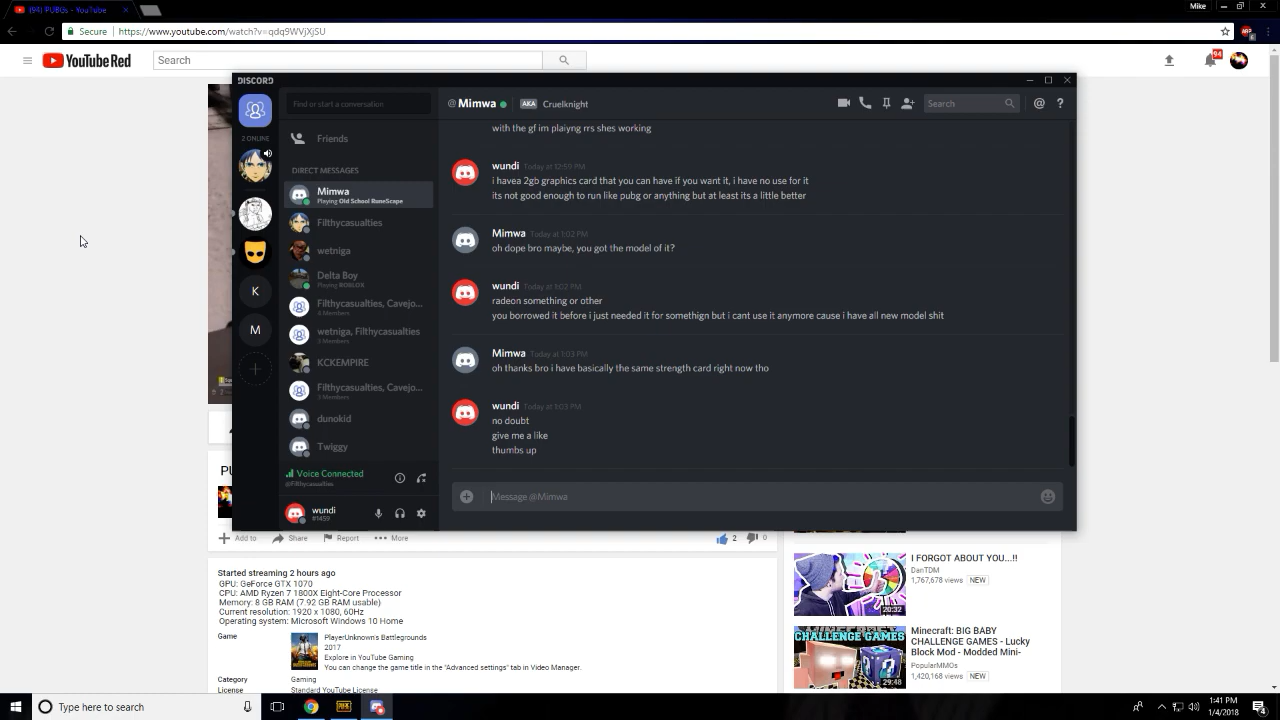 (94) PUBGs
Mike
Secure
https://www.youtube.com/watch?v=qdq9WVjXjSU
YouTube Red
Search
94
DISCORD
Find or start a conversation
@ Mimwa
AKA
Cruelknight
Search
2 ONLINE
Friends
DIRECT MESSAGES
Mimwa
Playing Old School RuneScape
Filthycasualties
wetniga
Delta Boy
Playing ROBLOX
Filthycasualties, Cavejo...
4 Members
wetniga, Filthycasualties
3 Members
KCKEMPIRE
Filthycasualties, Cavejo...
3 Members
dunokid
Twiggy
K
M
Voice Connected
@Filthycasualties
wundi
#1459
with the gf im plaiyng rrs shes working
wundi Today at 12:59 PM
i havea 2gb graphics card that you can have if you want it, i have no use for it
its not good enough to run like pubg or anything but at least its a little better
Mimwa Today at 1:02 PM
oh dope bro maybe, you got the model of it?
wundi Today at 1:02 PM
radeon something or other
you borrowed it before i just needed it for somethign but i cant use it anymore cause i have all new model shit
Mimwa Today at 1:03 PM
oh thanks bro i have basically the same strength card right now tho
wundi Today at 1:03 PM
no doubt
give me a like
thumbs up
Message @Mimwa
Add to
Share
Report
More
2
0
Started streaming 2 hours ago
GPU: GeForce GTX 1070
CPU: AMD Ryzen 7 1800X Eight-Core Processor
Memory: 8 GB RAM (7.92 GB RAM usable)
Current resolution: 1920 x 1080, 60Hz
Operating system: Microsoft Windows 10 Home
Game
PlayerUnknown's Battlegrounds
2017
Explore in YouTube Gaming
You can change the game title in the "Advanced settings" tab in Video Manager.
Category
Gaming
License
Standard YouTube License
I FORGOT ABOUT YOU...!!
DanTDM
1,767,678 views NEW
20:32
CHALLENGE GAMES
Minecraft: BIG BABY
CHALLENGE GAMES - Lucky
Block Mod - Modded Mini-
PopularMMOs
1,420,168 views NEW
29:48
Type here to search
1:41 PM
1/4/2018